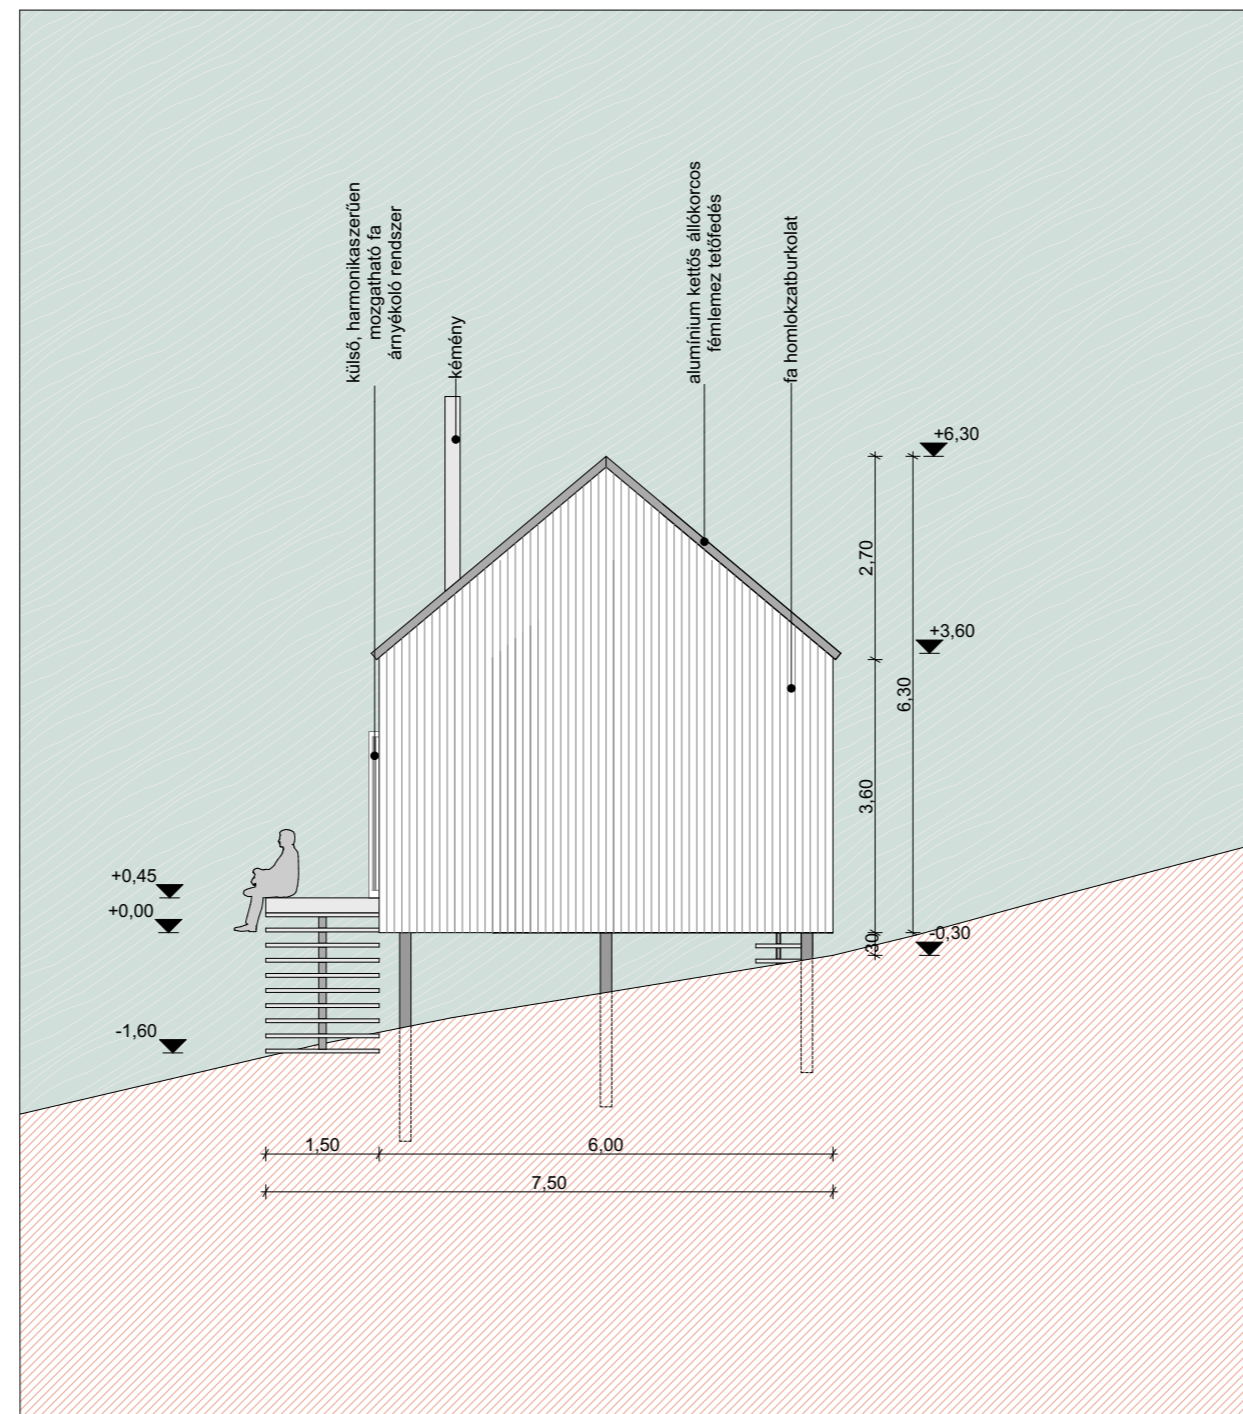 külső, harmonikaszerűen
mozgatható fa
árnyékoló rendszer
kémény
alumínium kettős állókorcos
fémlemez tetőfedés
fa homlokzatburkolat
+6,30
2,70
+3,60
6,30
3,60
+0,45
+0,00
-0,30
30
-1,60
1,50
6,00
7,50